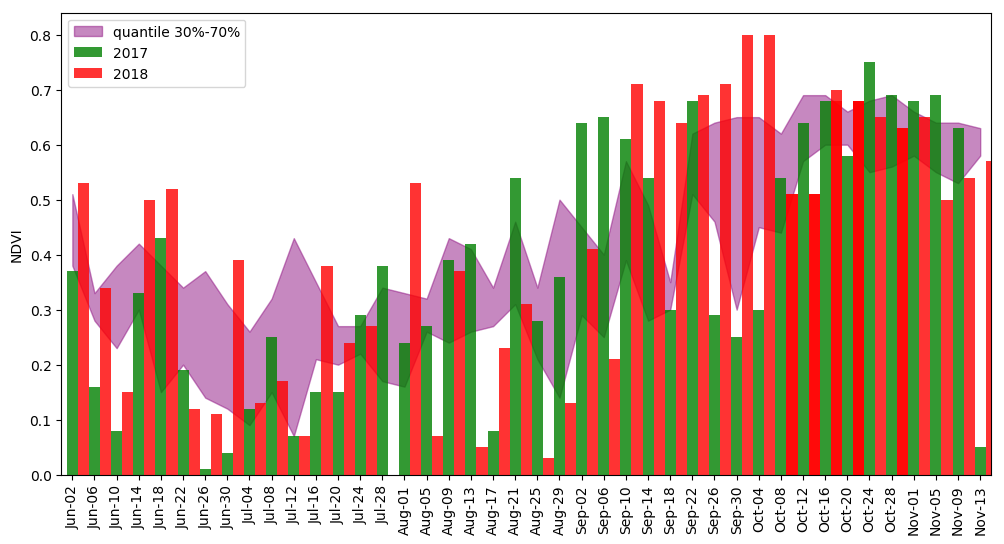 quantile 30%-70%
2017
2018
NDVI
0.8
0.7
0.6
0.5
0.4
0.3
0.2
0.1
0.0
Jun-02
Jun-06
Jun-10
Jun-14
Jun-18
Jun-22
Jun-26
Jun-30
Jul-04
Jul-08
Jul-12
Jul-16
Jul-20
Jul-24
Jul-28
Aug-01
Aug-05
Aug-09
Aug-13
Aug-17
Aug-21
Aug-25
Aug-29
Sep-02
Sep-06
Sep-10
Sep-14
Sep-18
Sep-22
Sep-26
Sep-30
Oct-04
Oct-08
Oct-12
Oct-16
Oct-20
Oct-24
Oct-28
Nov-01
Nov-05
Nov-09
Nov-13